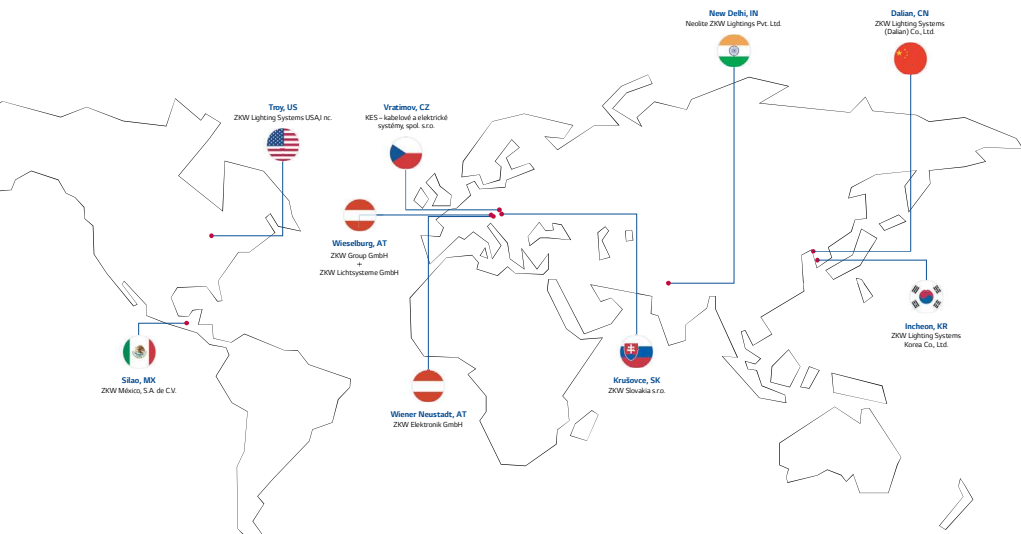 New Delhi, IN
Neolite ZKW Lightings Pvt. Ltd.
Dalian, CN
ZKW Lighting Systems
(Dalian) Co., Ltd.
Troy, US
ZKW Lighting Systems USA,I nc.
Vratimov, CZ
KES – kabelové a elektrické
systémy, spol. s.r.o.
Wieselburg, AT
ZKW Group GmbH
+
ZKW Lichtsysteme GmbH
Incheon, KR
ZKW Lighting Systems
Korea Co., Ltd.
Silao, MX
ZKW México, S.A. de C.V.
Krušovce, SK
ZKW Slovakia s.r.o.
Wiener Neustadt, AT
ZKW Elektronik GmbH